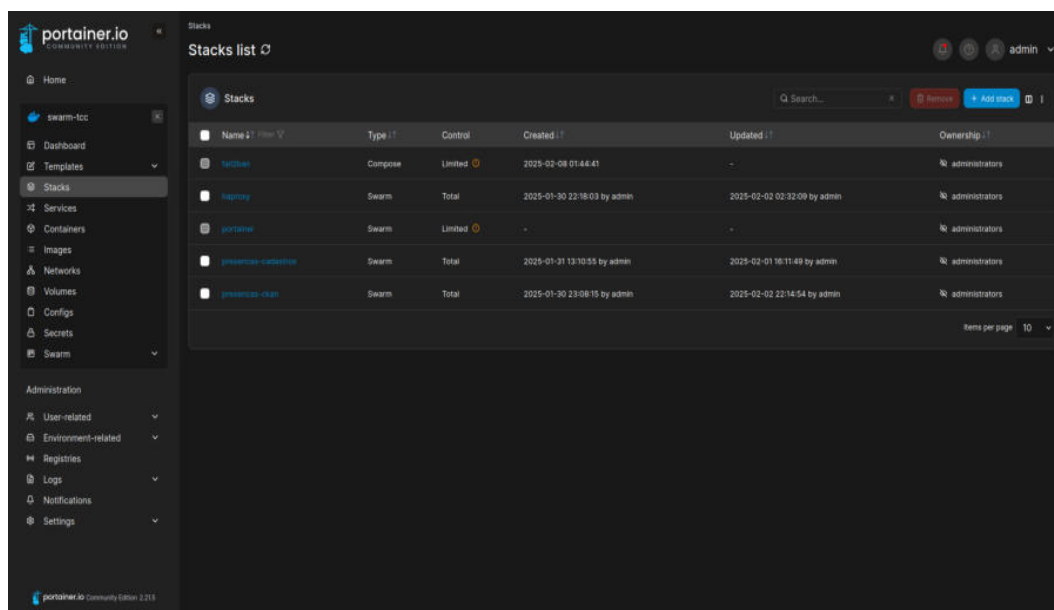 portainer.io
COMMUNITY EDITION
Home
swarm-tcc
Dashboard
Templates
Stacks
Services
Containers
Images
Networks
Volumes
Configs
Secrets
Swarm
Administration
User-related
Environment-related
Registries
Logs
Notifications
Settings
portainer.io Community Edition 2.21.5
Stacks
Stacks list
admin
Stacks
Search...
Remove
+ Add stack
Name Filter Type Control Created Updated Ownership
fail2ban Compose Limited 2025-02-08 01:44:41 - administrators
haproxy Swarm Total 2025-01-30 22:18:03 by admin 2025-02-02 02:32:09 by admin administrators
portainer Swarm Limited - - administrators
presencas-cadastros Swarm Total 2025-01-31 13:10:55 by admin 2025-02-01 16:11:49 by admin administrators
Swarm Total 2025-01-30 23:08:15 by admin 2025-02-02 22:14:54 by admin administrators
Items per page 10